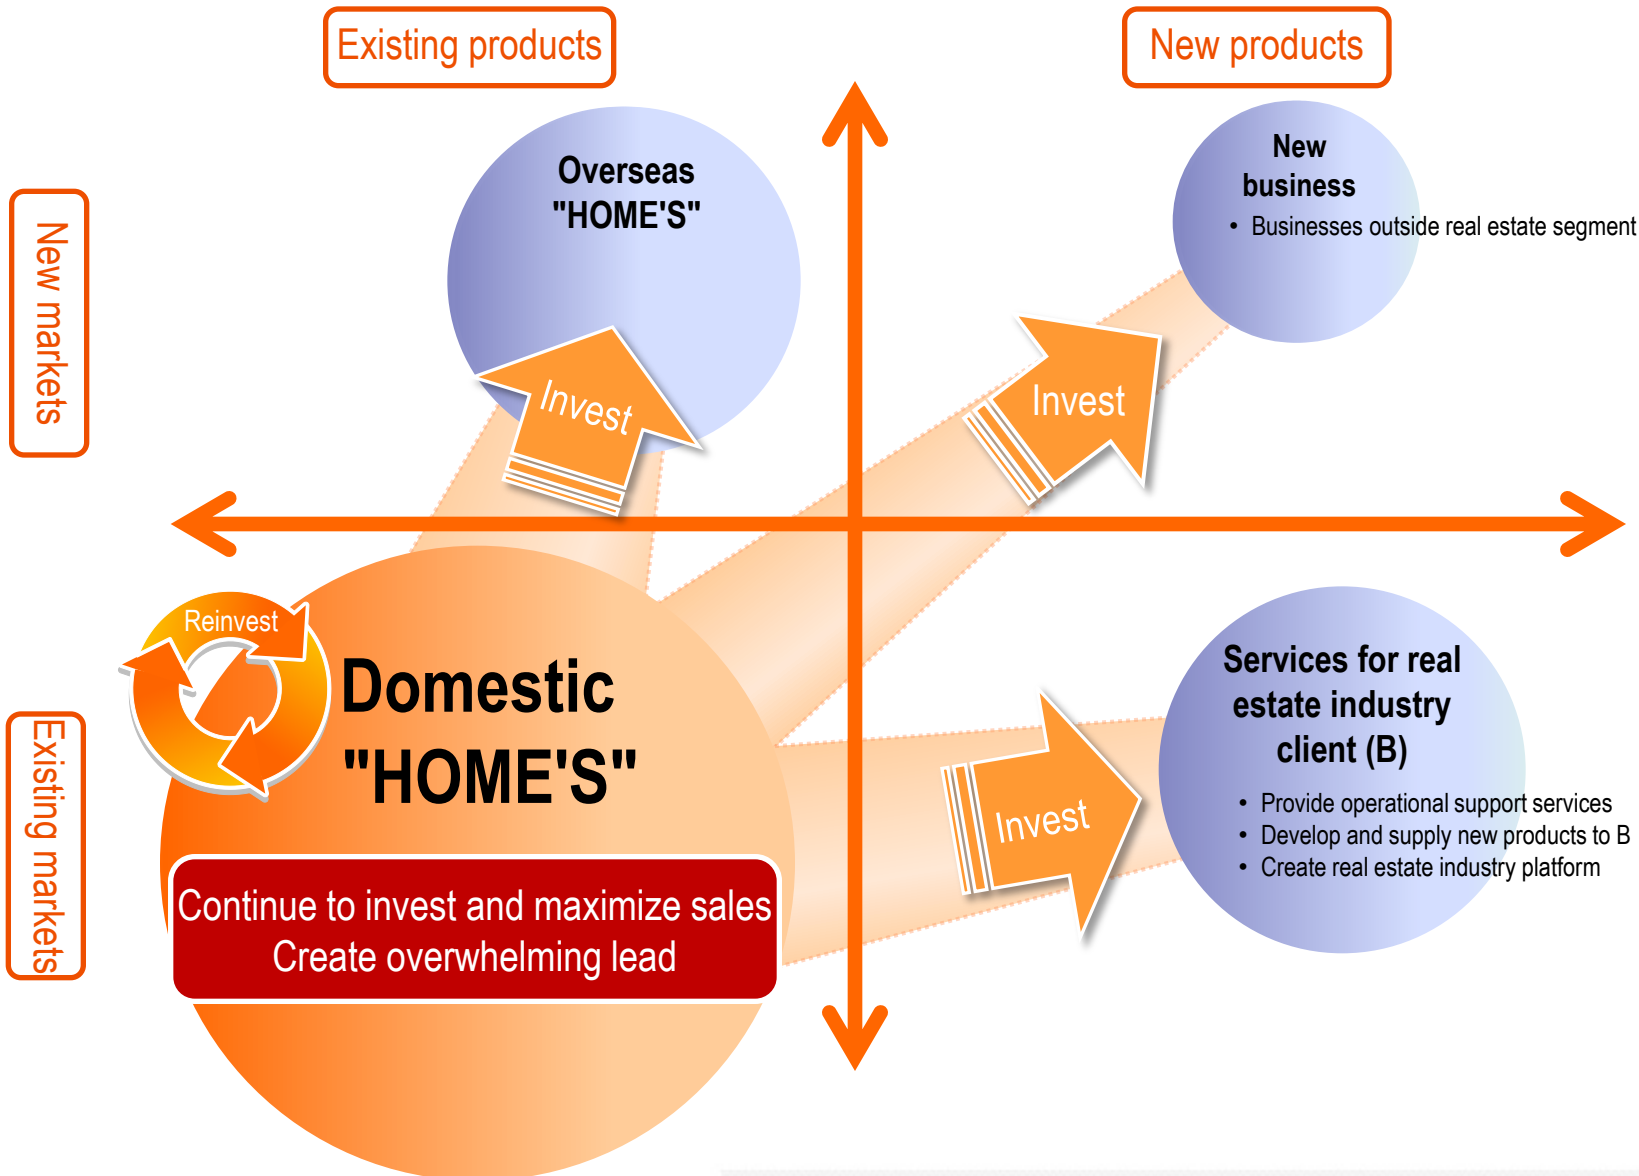 Existing products
New products
New markets
Overseas
"HOME'S"
New
business
• Businesses outside real estate segment
Invest
Invest
Existing markets
Reinvest
Domestic
"HOME'S"
Continue to invest and maximize sales
Create overwhelming lead
Invest
Services for real
estate industry
client (B)
• Provide operational support services
• Develop and supply new products to B
• Create real estate industry platform